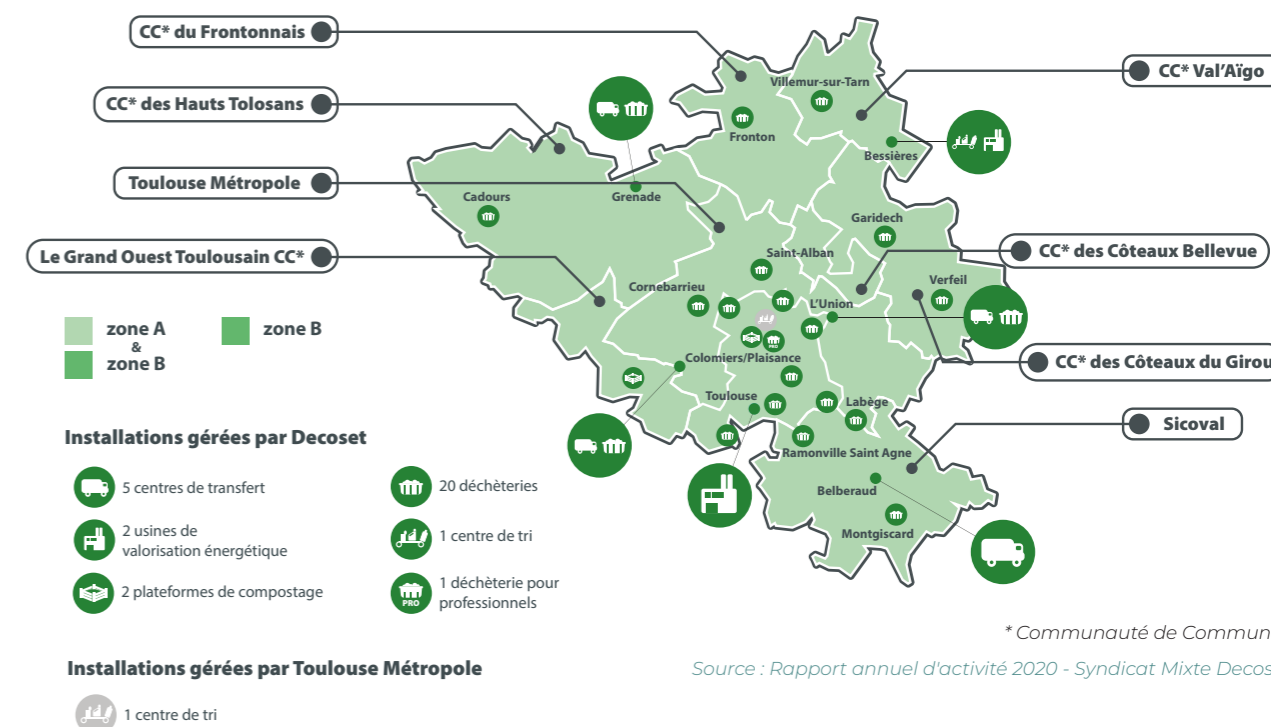 CC* du Frontonnais
CC* des Hauts Tolosans
Toulouse Métropole
Le Grand Ouest Toulousain CC*
CC* Val'Aïgo
CC* des Côteaux Bellevue
CC* des Côteaux du Girou
Sicoval
Villemur-sur-Tarn
Fronton
Bessières
Cadours
Grenade
Garidech
Saint-Alban
Verfeil
Cornebarrieu
L'Union
PRO
Colomiers/Plaisance
Toulouse
Labège
Ramonville Saint Agne
Belberaud
Montgiscard
zone A
&
zone B
zone B
Installations gérées par Decoset
5 centres de transfert
2 usines de
valorisation énergétique
2 plateformes de compostage
20 déchèteries
1 centre de tri
PRO
1 déchèterie pour
professionnels
* Communauté de Commun
Source : Rapport annuel d'activité 2020 - Syndicat Mixte Decos
Installations gérées par Toulouse Métropole
1 centre de tri